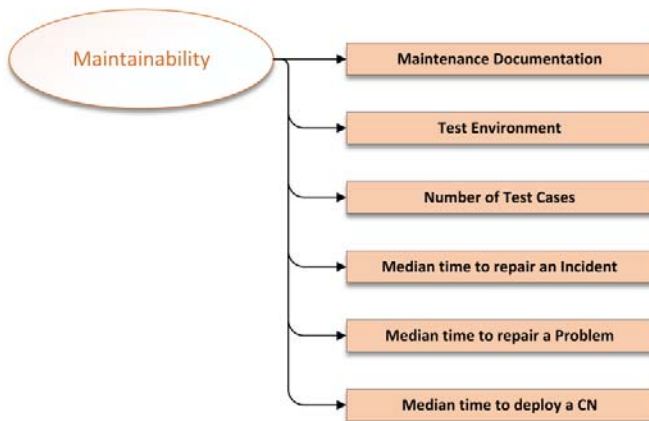 Maintainability
Maintenance Documentation
Test Environment
Number of Test Cases
Median time to repair an Incident
Median time to repair a Problem
Median time to deploy a CN